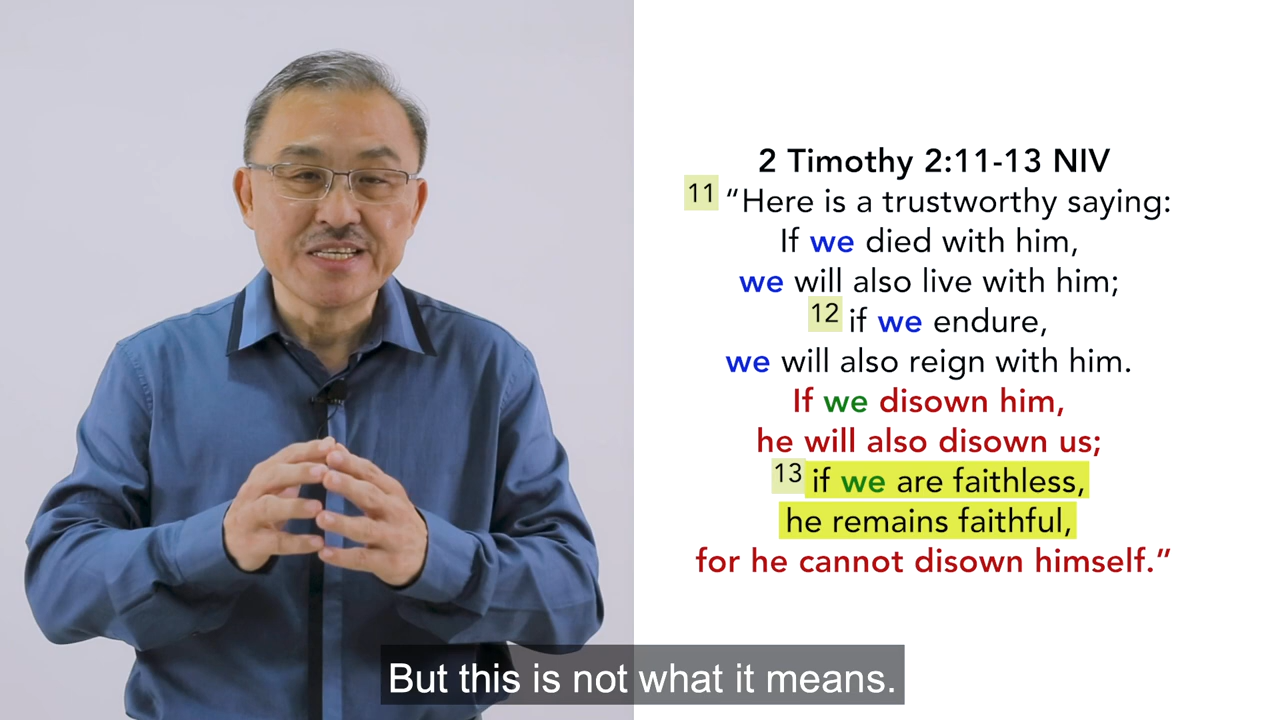 2 Timothy 2:11-13 NIV
11 “Here is a trustworthy saying:
If we died with him,
we will also live with him;
12 if we endure,
we will also reign with him.
If we disown him,
he will also disown us;
13 if we are faithless,
he remains faithful,
for he cannot disown himself.”
But this is not what it means.